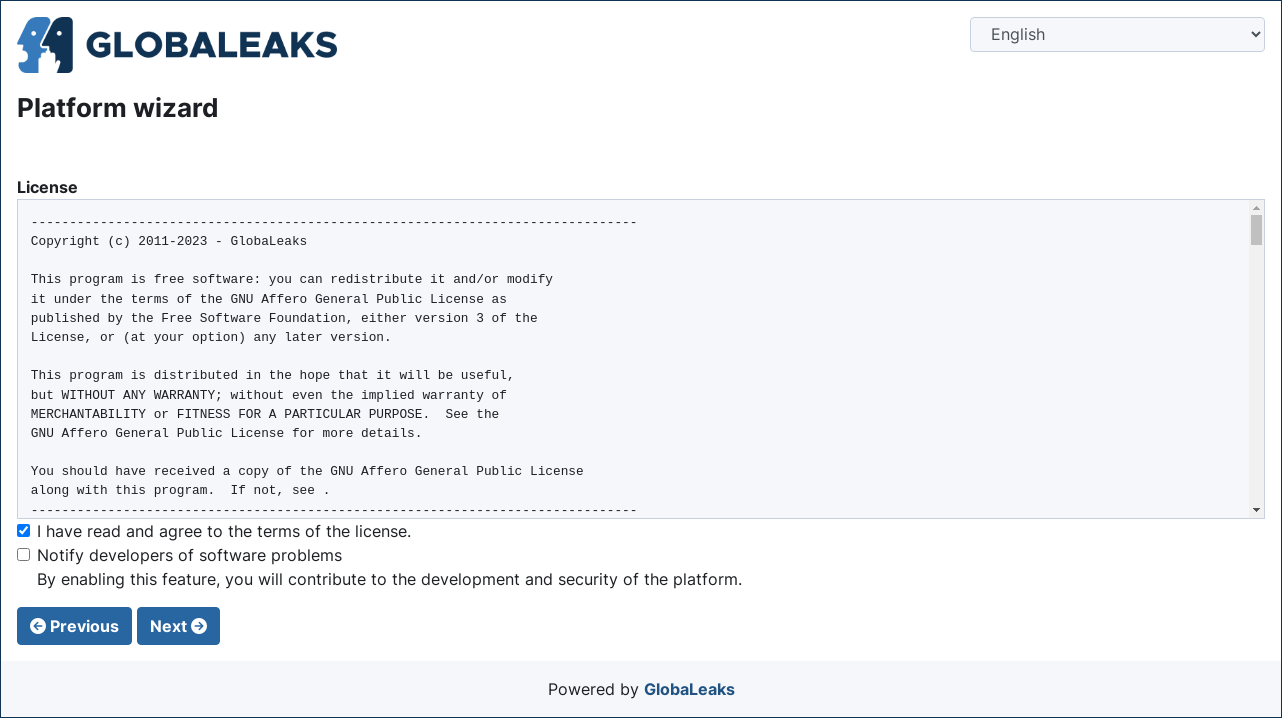 GLOBALEAKS
English
Platform wizard
License
-------------------------------------------------------------------------------
Copyright (c) 2011-2023 - GlobaLeaks
This program is free software: you can redistribute it and/or modify
it under the terms of the GNU Affero General Public License as
published by the Free Software Foundation, either version 3 of the
License, or (at your option) any later version.
This program is distributed in the hope that it will be useful,
but WITHOUT ANY WARRANTY; without even the implied warranty of
MERCHANTABILITY or FITNESS FOR A PARTICULAR PURPOSE.  See the
GNU Affero General Public License for more details.
You should have received a copy of the GNU Affero General Public License
along with this program.  If not, see .
-------------------------------------------------------------------------------
I have read and agree to the terms of the license.
Notify developers of software problems
By enabling this feature, you will contribute to the development and security of the platform.
Previous Next
Powered by GlobaLeaks